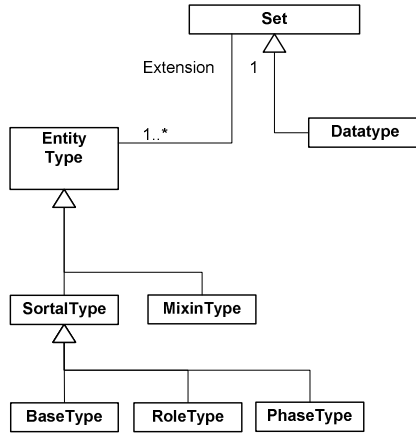 Set
Extension 1
Entity
Type
1..*
Datatype
SortalType MixinType
BaseType RoleType PhaseType